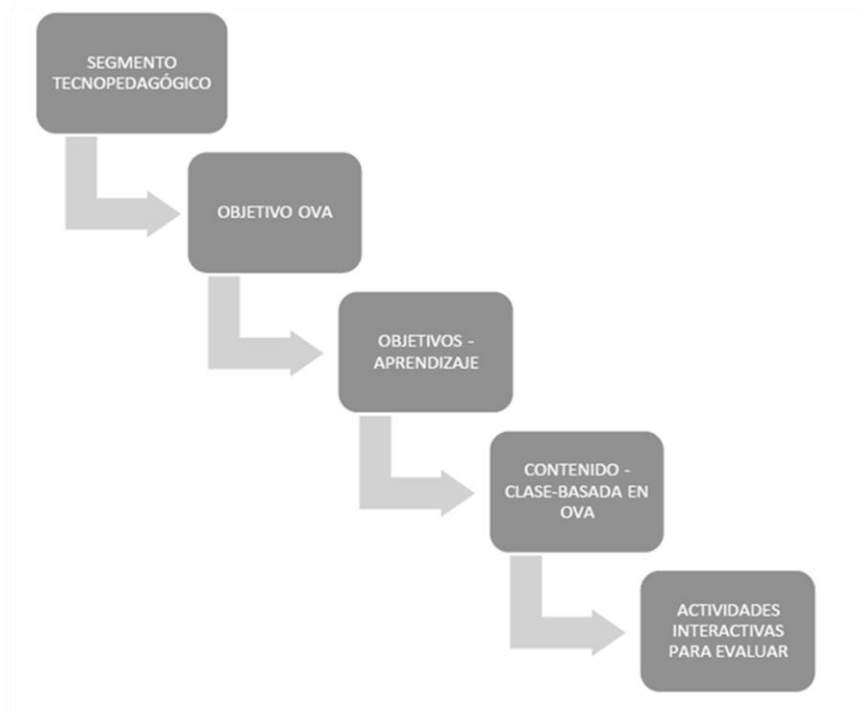 SEGMENTO
TECNOPEDAGÓGICO
OBJETIVO OVA
OBJETIVOS -
APRENDIZAJE
CONTENIDO -
CLASE-BASADA EN
OVA
ACTIVIDADES
INTERACTIVAS
PARA EVALUAR